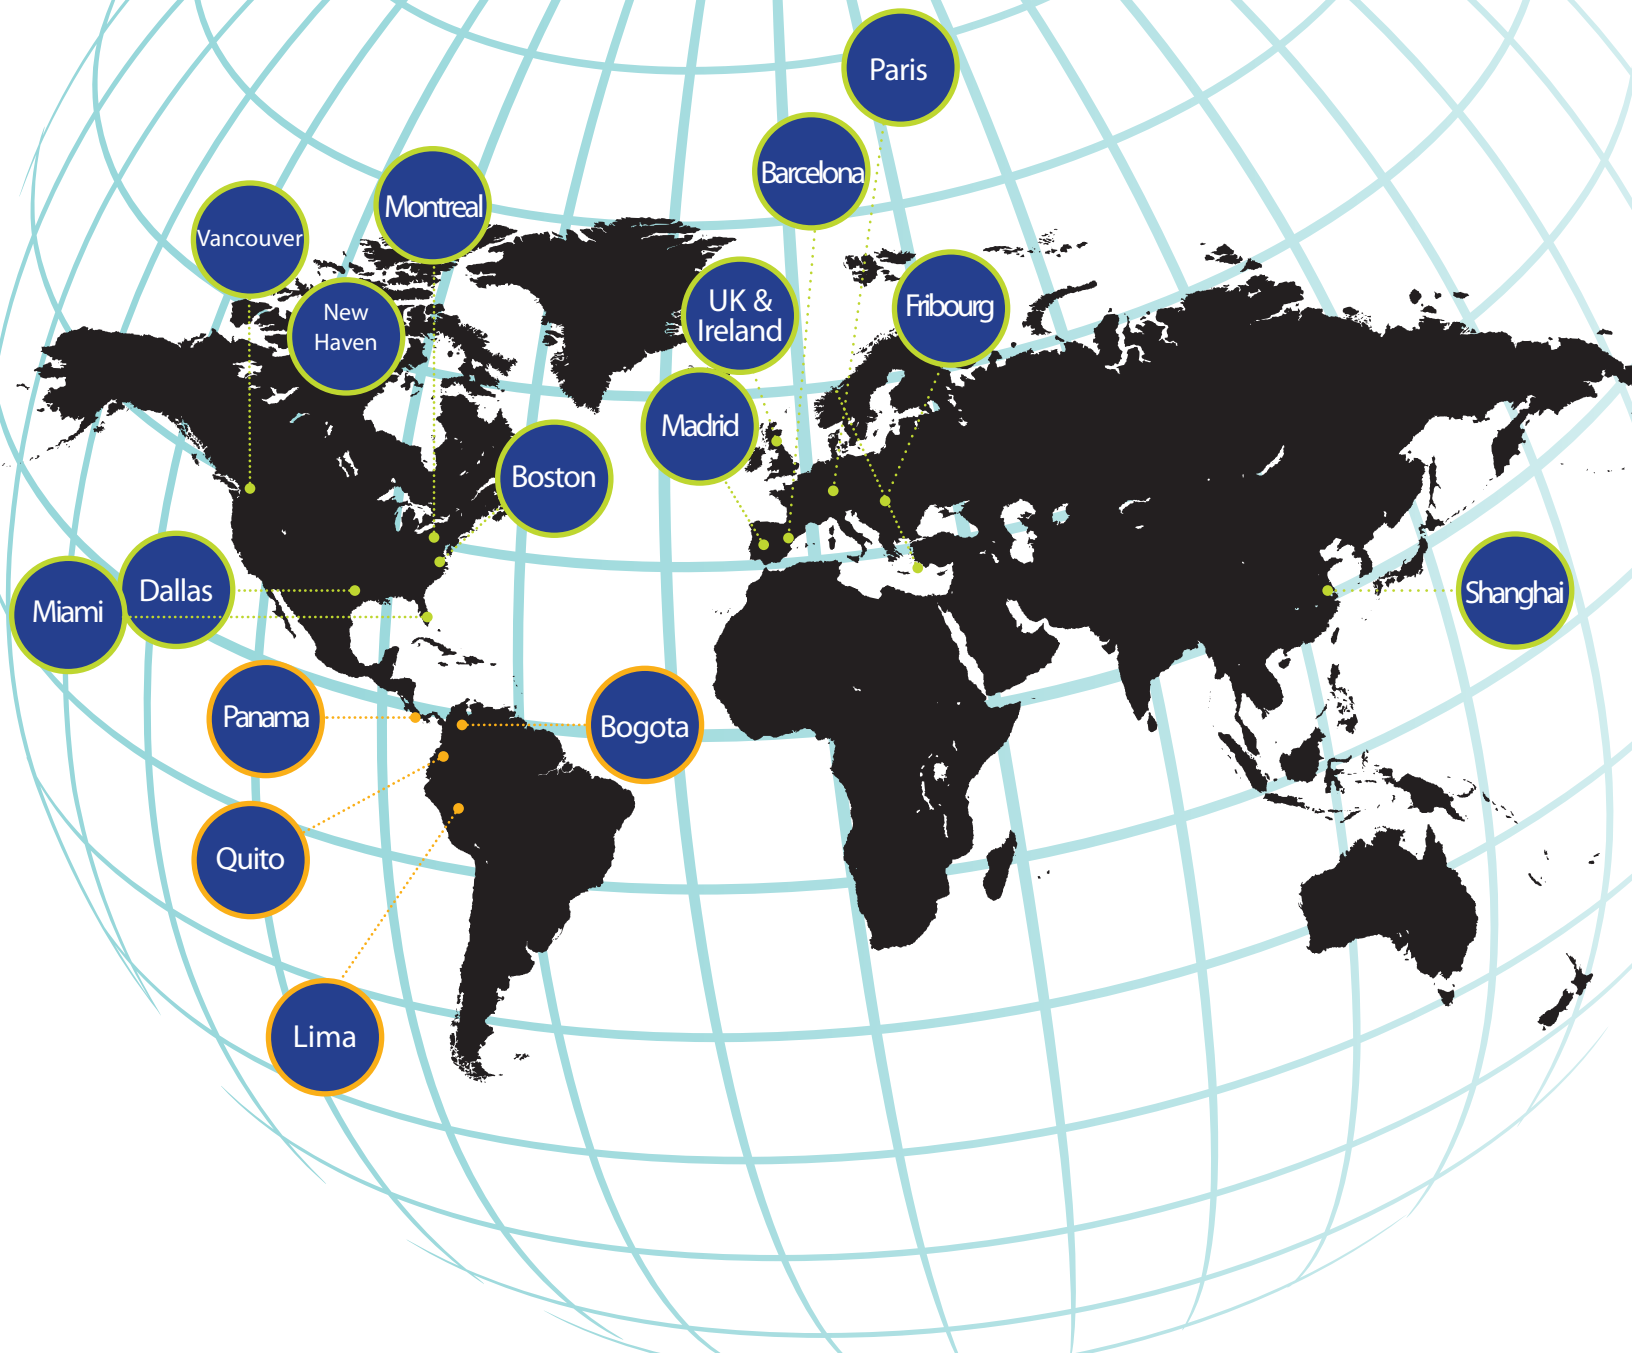 Paris
Barcelona
Montreal
Vancouver
New
Haven
UK &
Ireland
Fribourg
Madrid
Boston
Dallas
Miami
Shanghai
Panama
Bogota
Quito
Lima